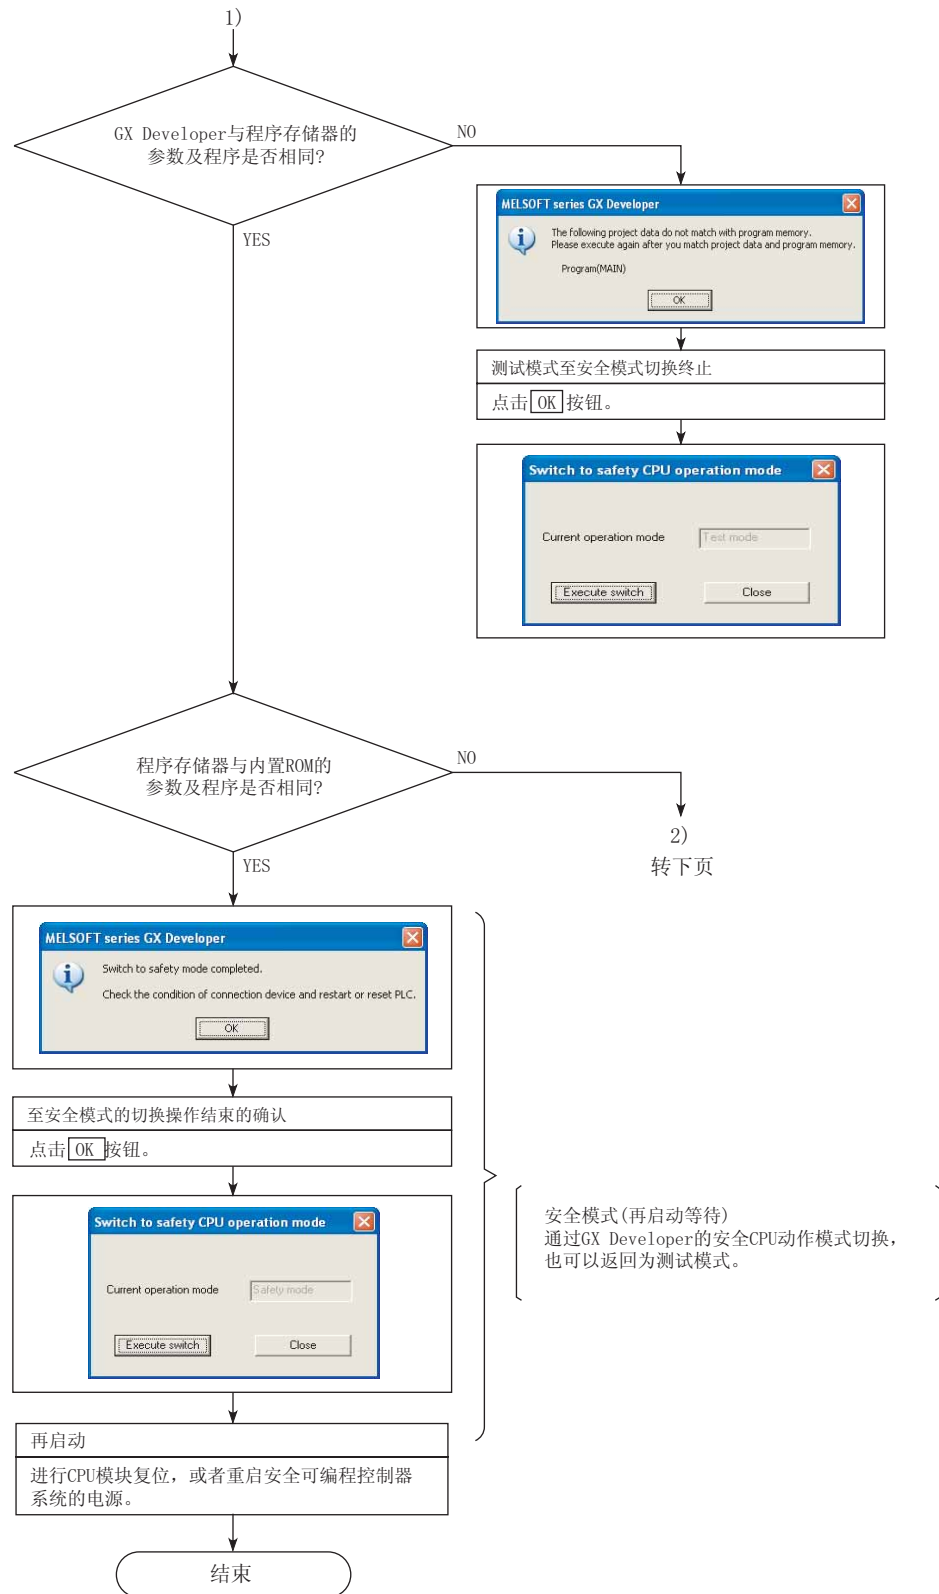 1)
GX Developer与程序存储器的
参数及程序是否相同?
NO
YES
MELSOFT series GX Developer
The following project data do not match with program memory.
Please execute again after you match project data and program memory.
Program(MAIN)
OK
测试模式至安全模式切换终止
点击 OK 按钮。
Switch to safety CPU operation mode
Current operation mode
Test mode
Execute switch
Close
程序存储器与内置ROM的
参数及程序是否相同?
NO
2)
转下页
YES
MELSOFT series GX Developer
Switch to safety mode completed.
Check the condition of connection device and restart or reset PLC.
OK
至安全模式的切换操作结束的确认
点击 OK 按钮。
Switch to safety CPU operation mode
Current operation mode
Safety mode
Execute switch
Close
安全模式(再启动等待)
通过GX Developer的安全CPU动作模式切换,
也可以返回为测试模式。
再启动
进行CPU模块复位，或者重启安全可编程控制器
系统的电源。
结束